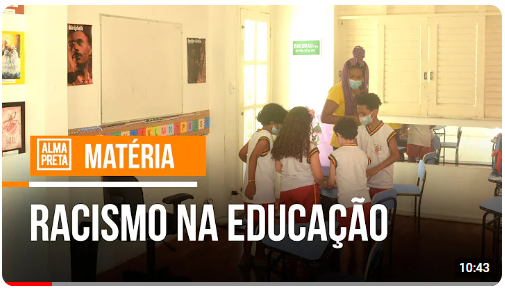 ALMA
PRETA
MATÉRIA
RACISMO NA EDUCAÇÃO
10:43